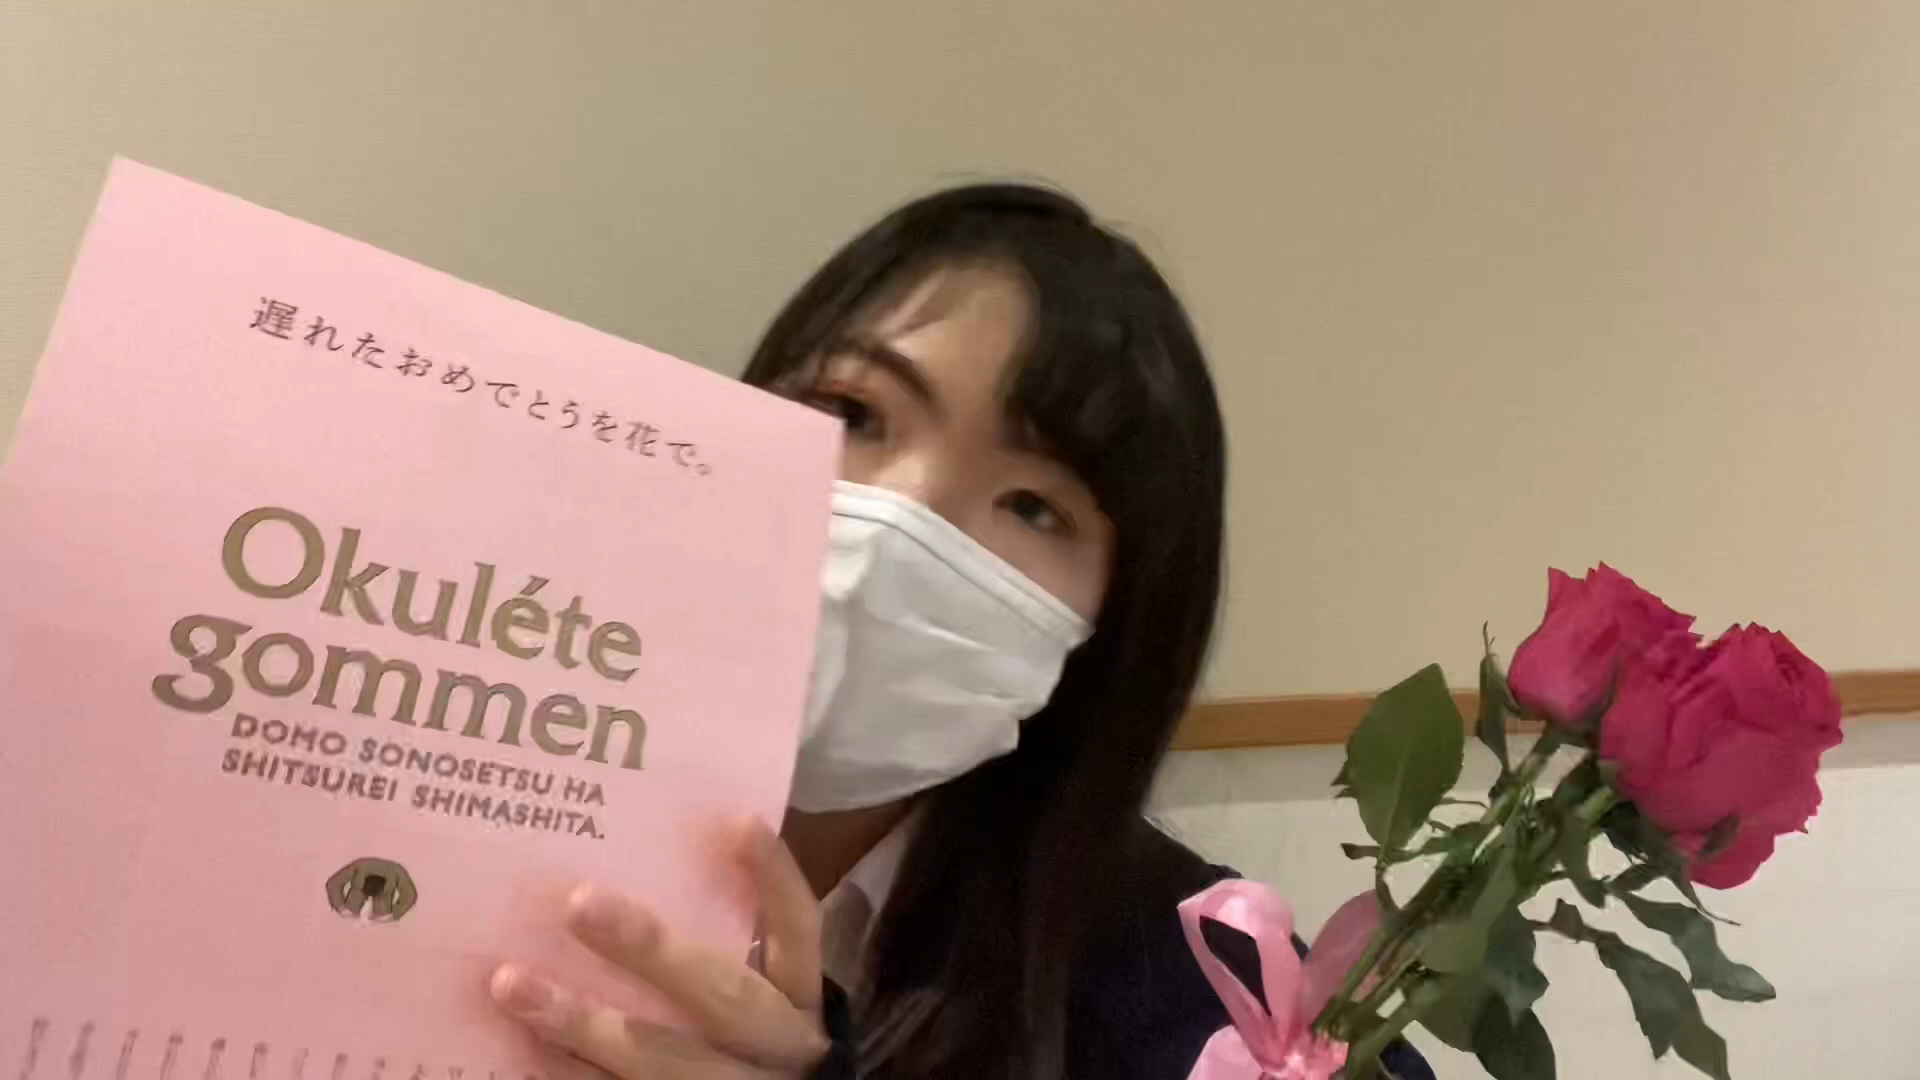 遅れたおめでとうを花で。
Okuléte
gommen
DOMO SONOSETSU HA
SHITSUREI SHIMASHITA.